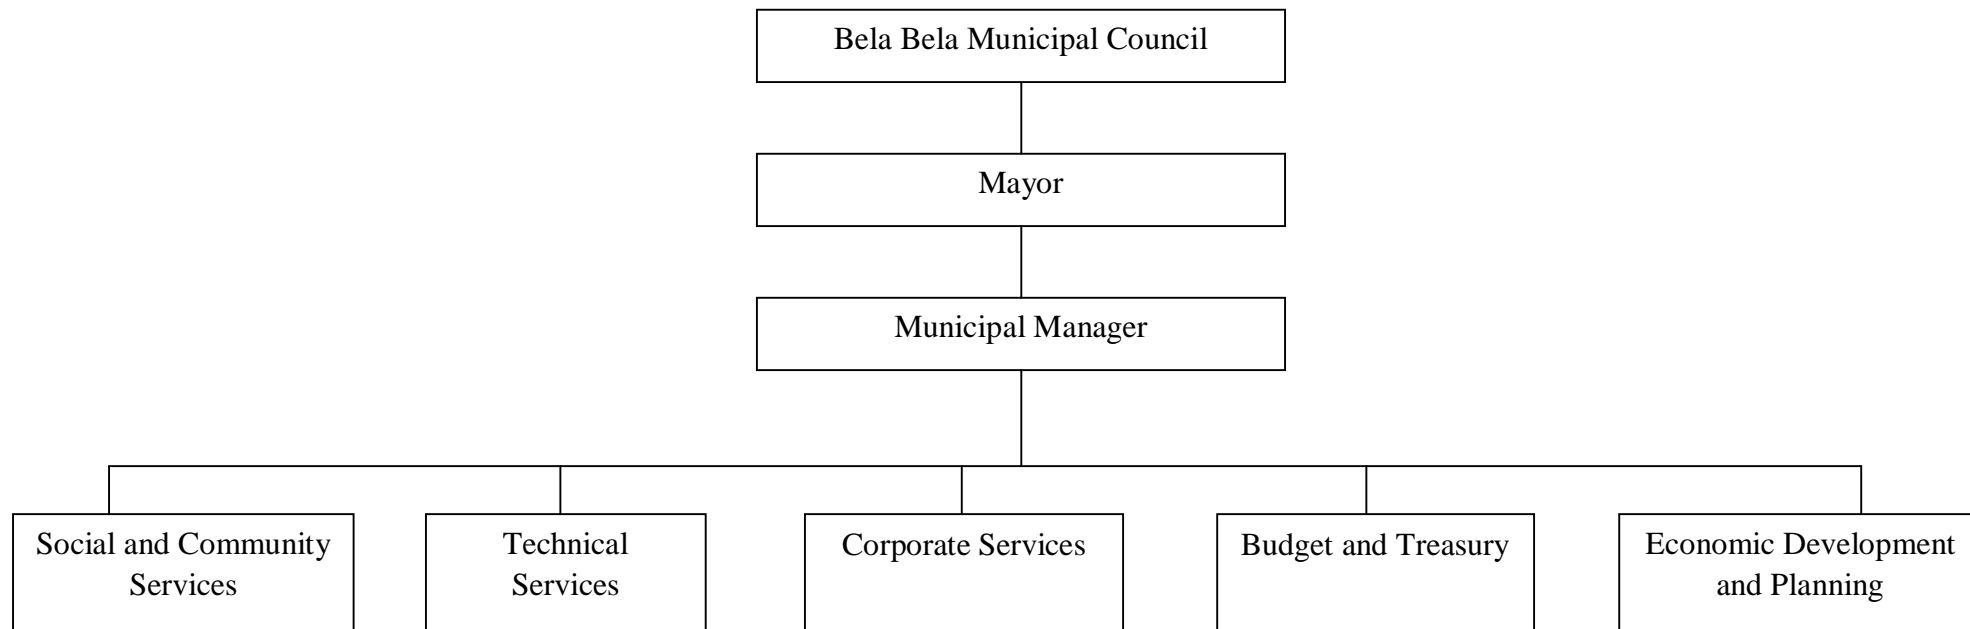 Bela Bela Municipal Council
Mayor
Municipal Manager
Social and Community
Services
Technical
Services
Corporate Services
Budget and Treasury
Economic Development
and Planning